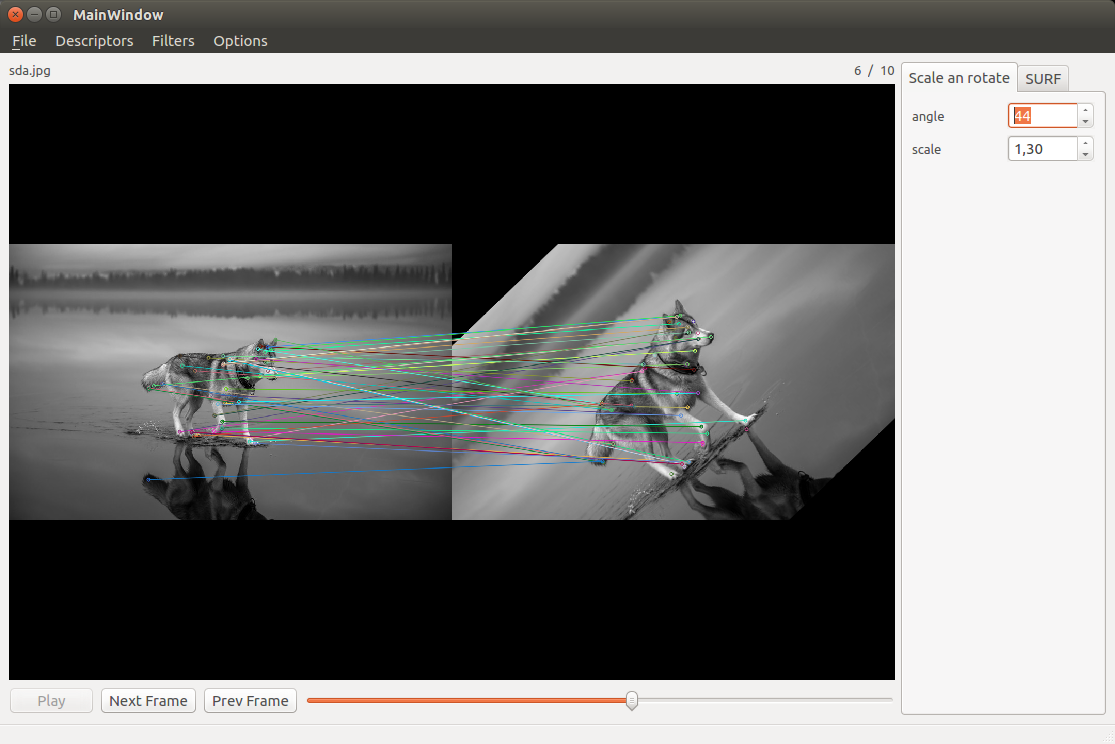 MainWindow
File Descriptors Filters Options
sda.jpg 6 / 10
Scale an rotate SURF
angle 44
scale 1,30
Play Next Frame Prev Frame